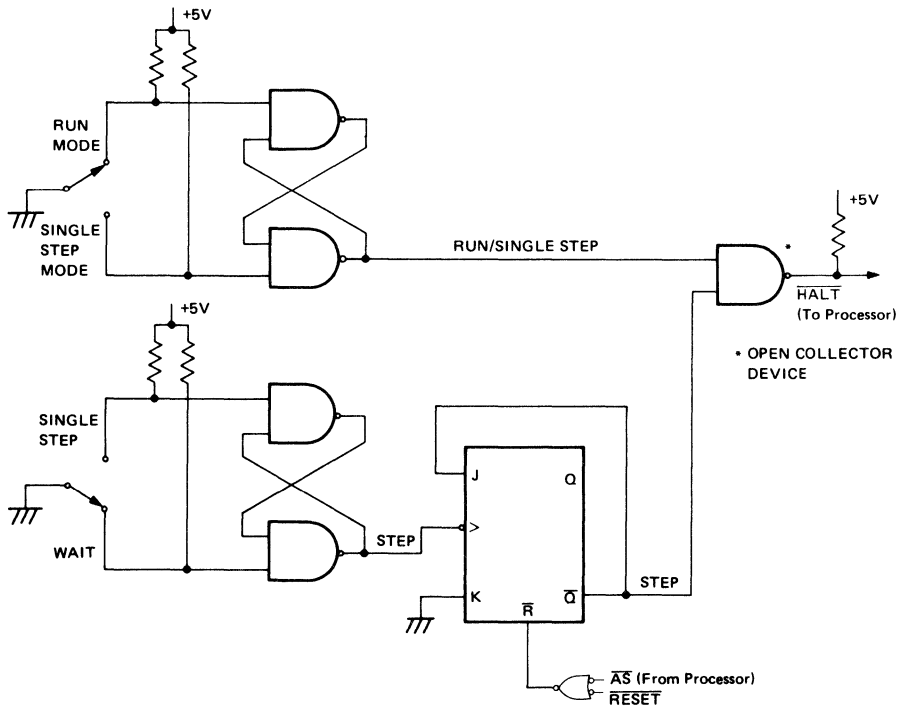 +5V
RUN
MODE
SINGLE
STEP
MODE
RUN/SINGLE STEP
+5V
*
HALT
(To Processor)
* OPEN COLLECTOR
DEVICE
+5V
SINGLE
STEP
WAIT
STEP
J
Q
>
K
Q
R
STEP
AS (From Processor)
RESET